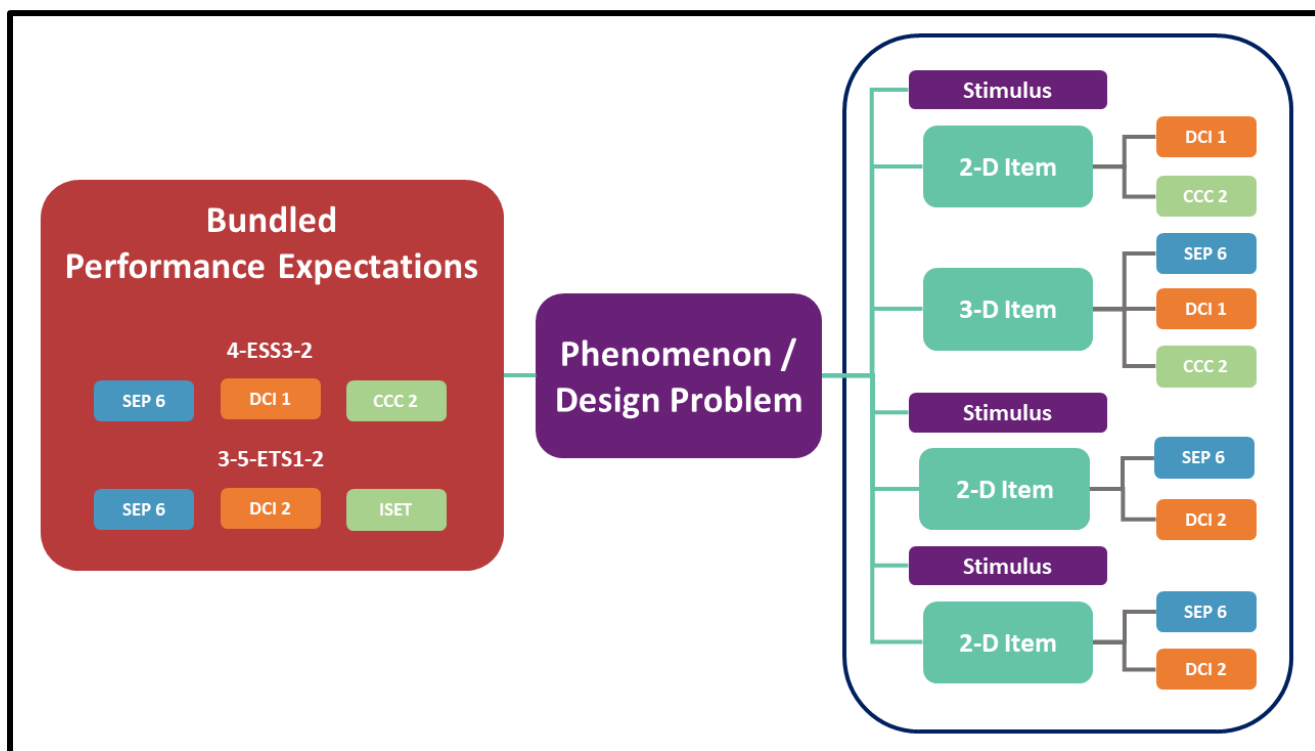 Bundled
Performance Expectations
4-ESS3-2
SEP 6
DCI 1
CCC 2
3-5-ETS1-2
SEP 6
DCI 2
ISET
Phenomenon /
Design Problem
Stimulus
2-D Item
DCI 1
CCC 2
3-D Item
SEP 6
DCI 1
CCC 2
Stimulus
2-D Item
SEP 6
DCI 2
Stimulus
2-D Item
SEP 6
DCI 2